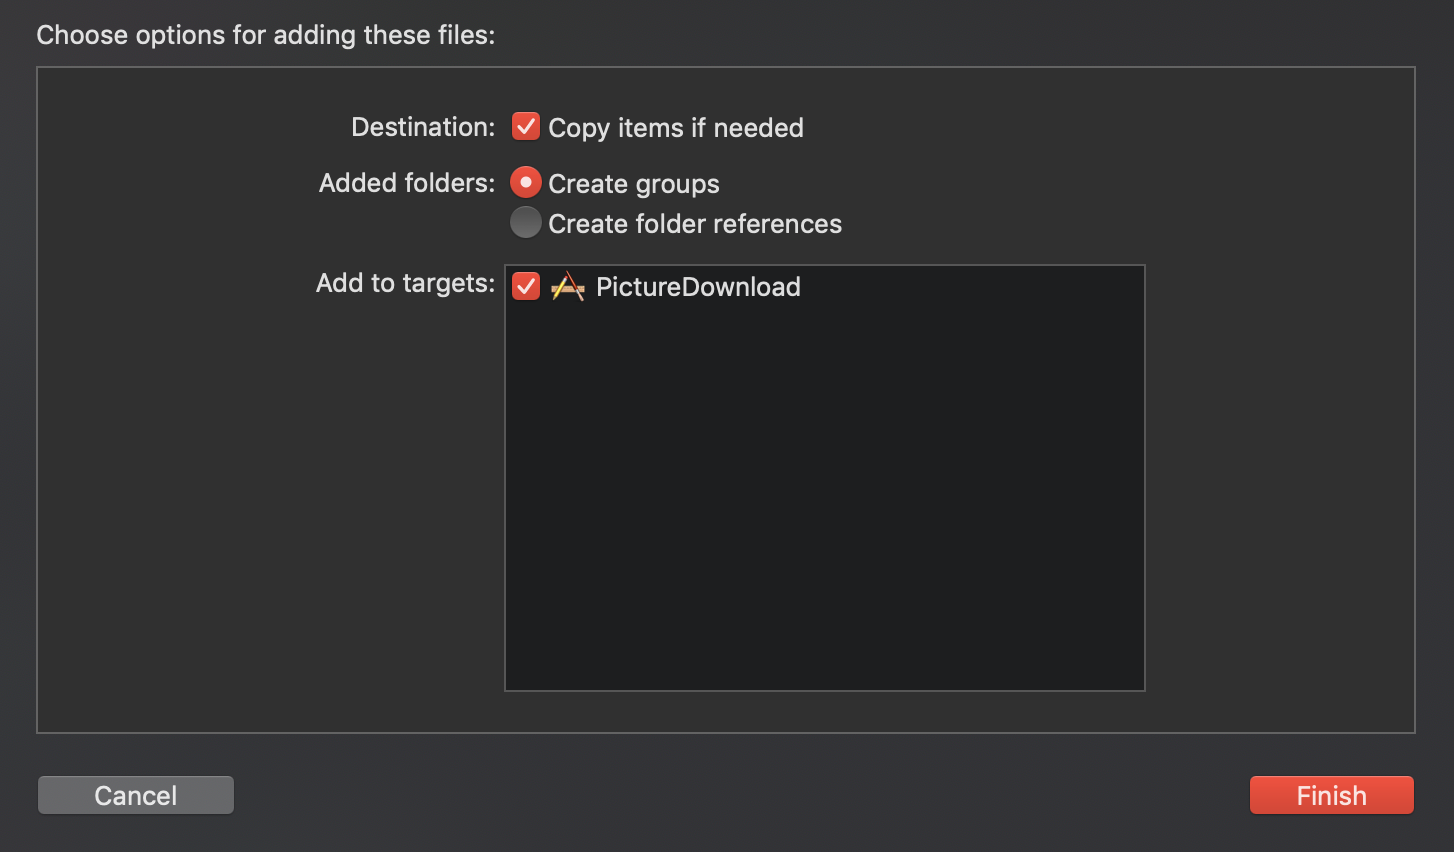 Choose options for adding these files:
Destination: Copy items if needed
Added folders: Create groups
Create folder references
Add to targets: PictureDownload
Cancel Finish